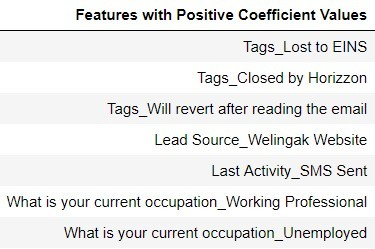 Features with Positive Coefficient Values
Tags_Lost to EINS
Tags_Closed by Horizzon
Tags_Will revert after reading the email
Lead Source_Welingak Website
Last Activity_SMS Sent
What is your current occupation_Working Professional
What is your current occupation_Unemployed